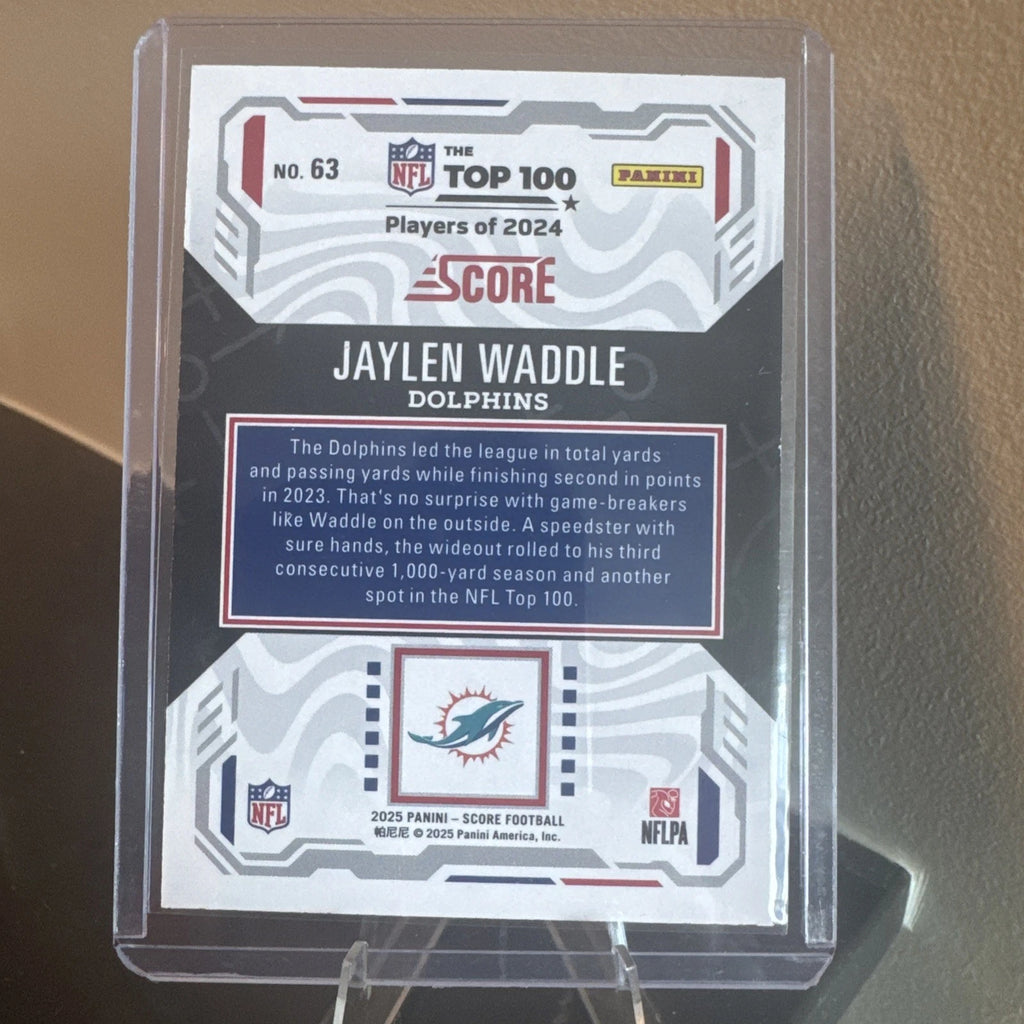 NO. 63
NFL
THE
TOP 100
PANINI
Players of 2024
SCORE
JAYLEN WADDLE
DOLPHINS
The Dolphins led the league in total yards
and passing yards while finishing second in points
in 2023. That's no surprise with game-breakers
like Waddle on the outside. A speedster with
sure hands, the wideout rolled to his third
consecutive 1,000-yard season and another
spot in the NFL Top 100.
NFL
2025 PANINI – SCORE FOOTBALL
帕尼尼 © 2025 Panini America, Inc.
NFLPA